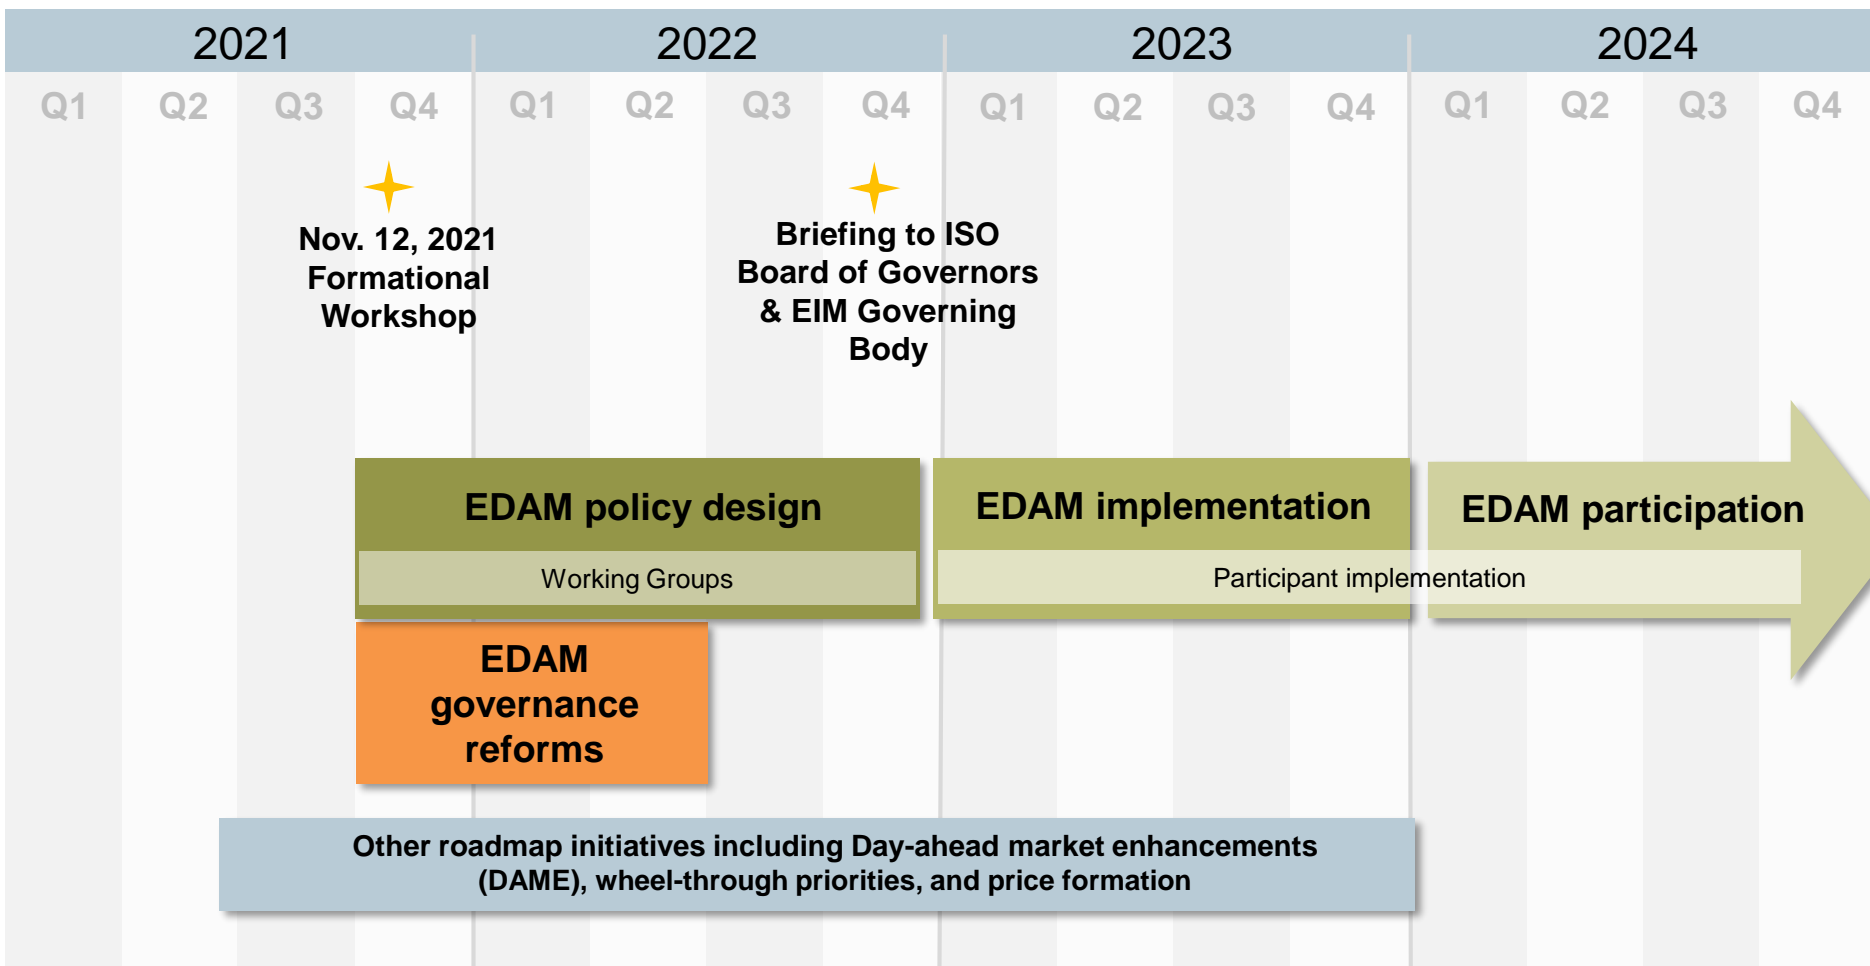 2021 2022 2023 2024
Q1 Q2 Q3 Q4 Q1 Q2 Q3 Q4 Q1 Q2 Q3 Q4 Q1 Q2 Q3 Q4
Nov. 12, 2021
Formational
Workshop
Briefing to ISO
Board of Governors
& EIM Governing
Body
EDAM policy design
Working Groups
EDAM implementation
EDAM participation
Participant implementation
EDAM
governance
reforms
Other roadmap initiatives including Day-ahead market enhancements
(DAME), wheel-through priorities, and price formation